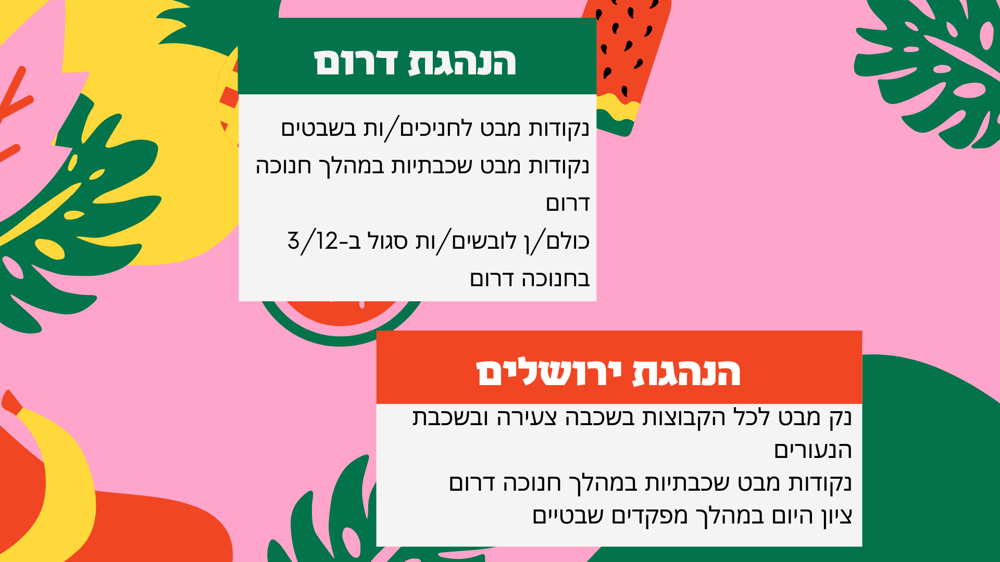 הנהגת דרום
נקודות מבט לחניכים/ות בשבטים
נקודות מבט שכבתיות במהלך חנוכה
דרום
כולם/ן לובשים/ות סגול ב-3/12
בחנוכה דרום
הנהגת ירושלים
נק מבט לכל הקבוצות בשכבה צעירה ובשכבת
הנעורים
נקודות מבט שכבתיות במהלך חנוכה דרום
ציון היום במהלך מפקדים שבטיים